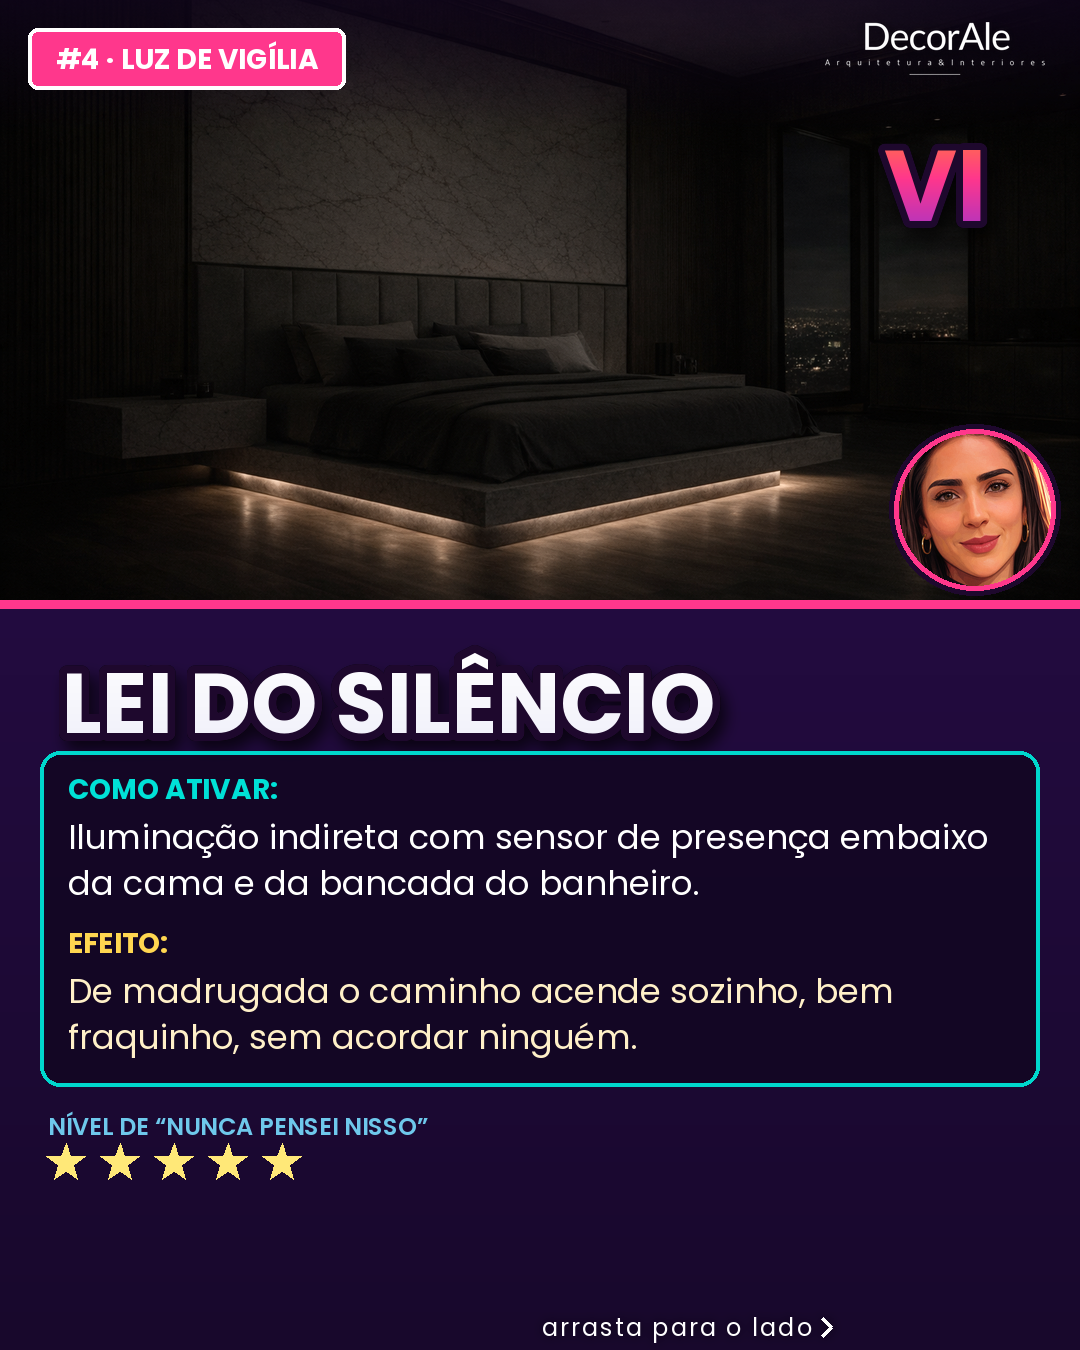 #4 · LUZ DE VIGÍLIA
DecorAle
Arquitetura&Interiores
VI
LEI DO SILÊNCIO
COMO ATIVAR:
Iluminação indireta com sensor de presença embaixo
da cama e da bancada do banheiro.
EFEITO:
De madrugada o caminho acende sozinho, bem
fraquinho, sem acordar ninguém.
NÍVEL DE “NUNCA PENSEI NISSO”
arrasta para o lado